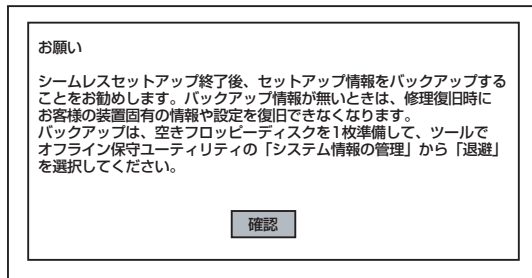 お願い
シームレスセットアップ終了後、セットアップ情報をバックアップする
ことをお勧めします。バックアップ情報が無いときは、修理復旧時に
お客様の装置固有の情報や設定を復旧できなくなります。
バックアップは、空きフロッピーディスクを1枚準備して、ツールで
オフライン保守ユーティリティの「システム情報の管理」から「退避」
を選択してください。
確認